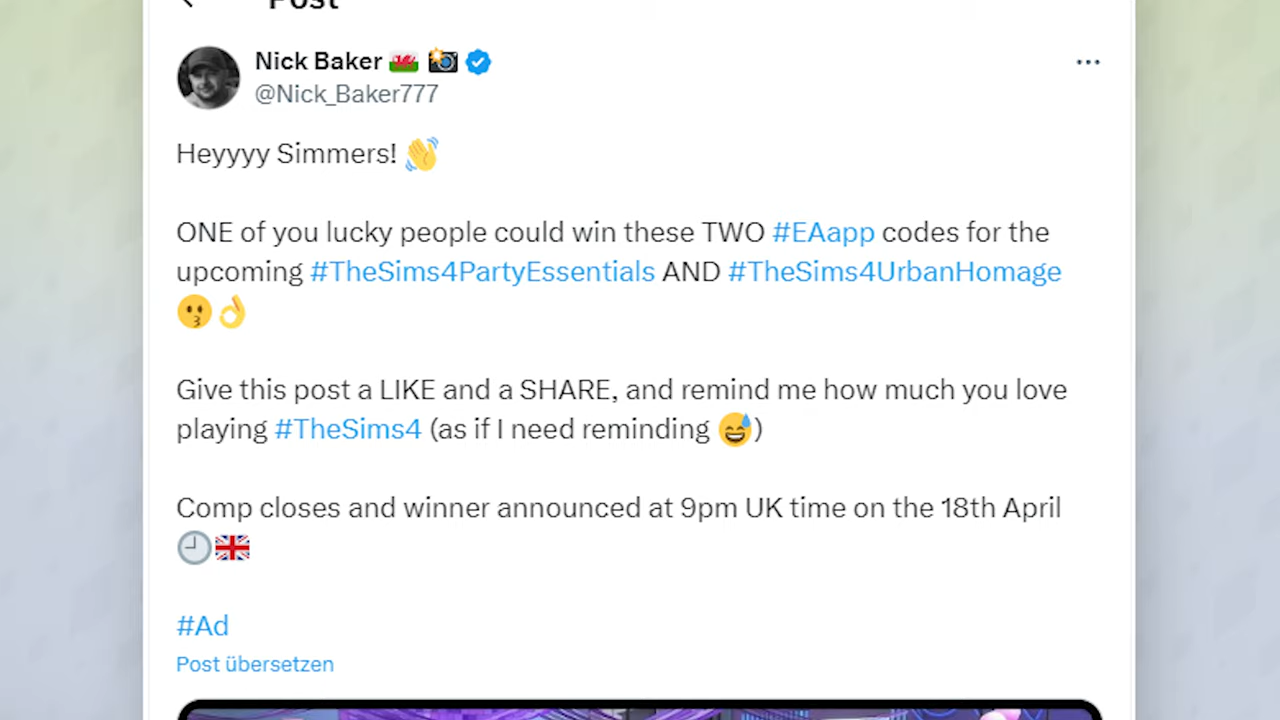 Post
Nick Baker 🏴󠁧󠁢󠁷󠁬󠁳󠁿 📸
@Nick_Baker777
Heyyyy Simmers! 👋
ONE of you lucky people could win these TWO #EAapp codes for the
upcoming #TheSims4PartyEssentials AND #TheSims4UrbanHomage
😗👌
Give this post a LIKE and a SHARE, and remind me how much you love
playing #TheSims4 (as if I need reminding 😅)
Comp closes and winner announced at 9pm UK time on the 18th April
🕘🇬🇧
#Ad
Post übersetzen